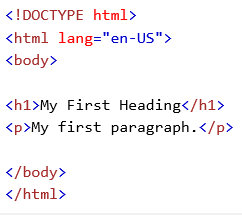 <!DOCTYPE html>
<html lang="en-US">
<body>
<h1>My First Heading</h1>
<p>My first paragraph.</p>
</body>
</html>